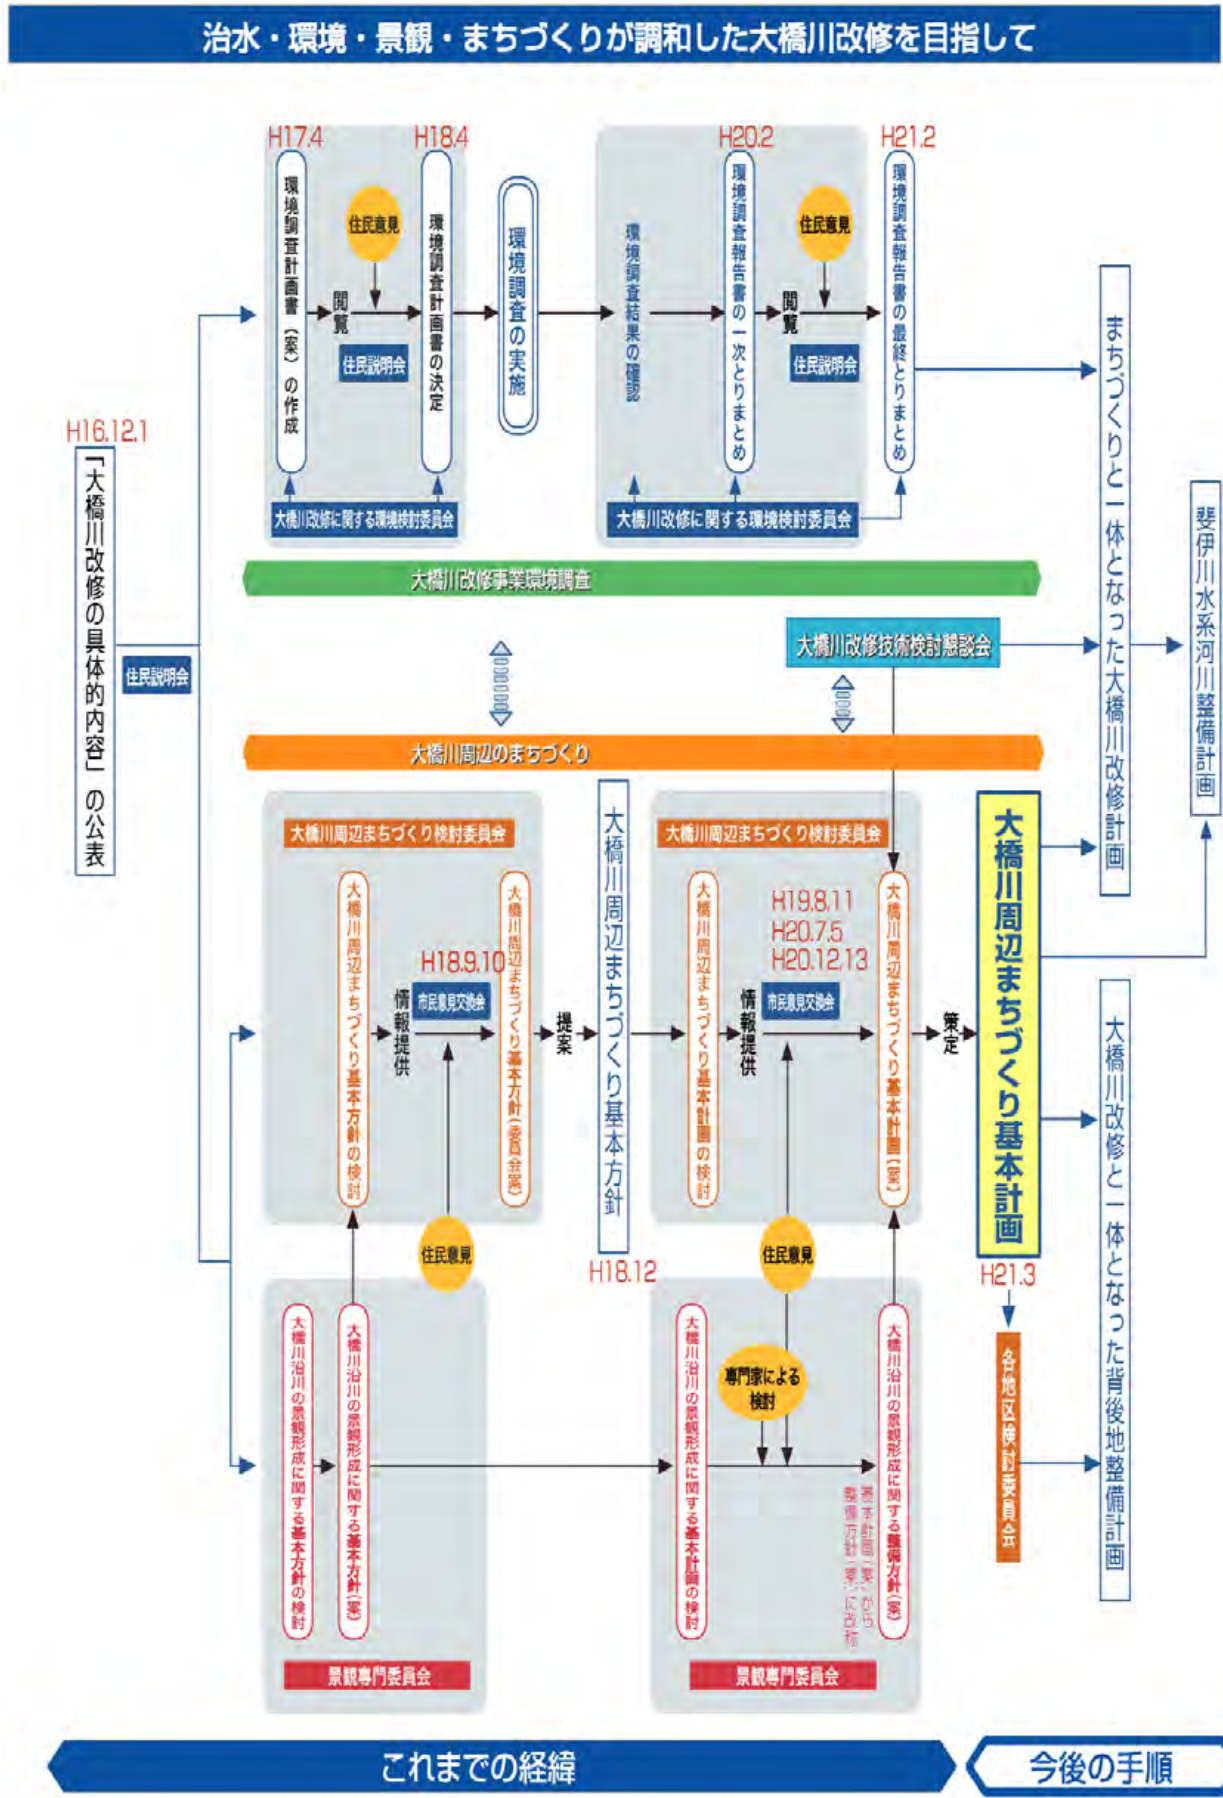 治水・環境・景観・まちづくりが調和した大橋川改修を目指して
H16.12.1
「大橋川改修の具体的内容」の公表
住民説明会
H17.4
環境調査計画書（案）の作成
閲覧
住民意見
住民説明会
H18.4
環境調査計画書の決定
大橋川改修に関する環境検討委員会
環境調査の実施
環境調査結果の確認
H20.2
環境調査報告書の一次とりまとめ
閲覧
住民意見
住民説明会
H21.2
環境調査報告書の最終とりまとめ
大橋川改修に関する環境検討委員会
大橋川改修事業環境調査
大橋川改修技術検討懇談会
大橋川周辺のまちづくり
大橋川周辺まちづくり検討委員会
大橋川周辺まちづくり基本方針の検討
情報提供
H18.9.10
市民意見交換会
大橋川周辺まちづくり基本方針（委員会案）
提案
住民意見
大橋川周辺まちづくり基本方針
H18.12
大橋川周辺まちづくり検討委員会
大橋川周辺まちづくり基本計画の検討
情報提供
H19.8.11
H20.7.5
H20.12.13
市民意見交換会
大橋川周辺まちづくり基本計画（案）
策定
住民意見
大橋川周辺まちづくり基本計画
H21.3
各地区検討委員会
大橋川沿川の景観形成に関する基本方針の検討
大橋川沿川の景観形成に関する基本方針（案）
景観専門委員会
大橋川沿川の景観形成に関する基本計画の検討
専門家による
検討
基本計画（案）から
整備方針（案）に改称
大橋川沿川の景観形成に関する整備方針（案）
景観専門委員会
まちづくりと一体となった大橋川改修計画
斐伊川水系河川整備計画
大橋川改修と一体となった背後地整備計画
これまでの経緯
今後の手順